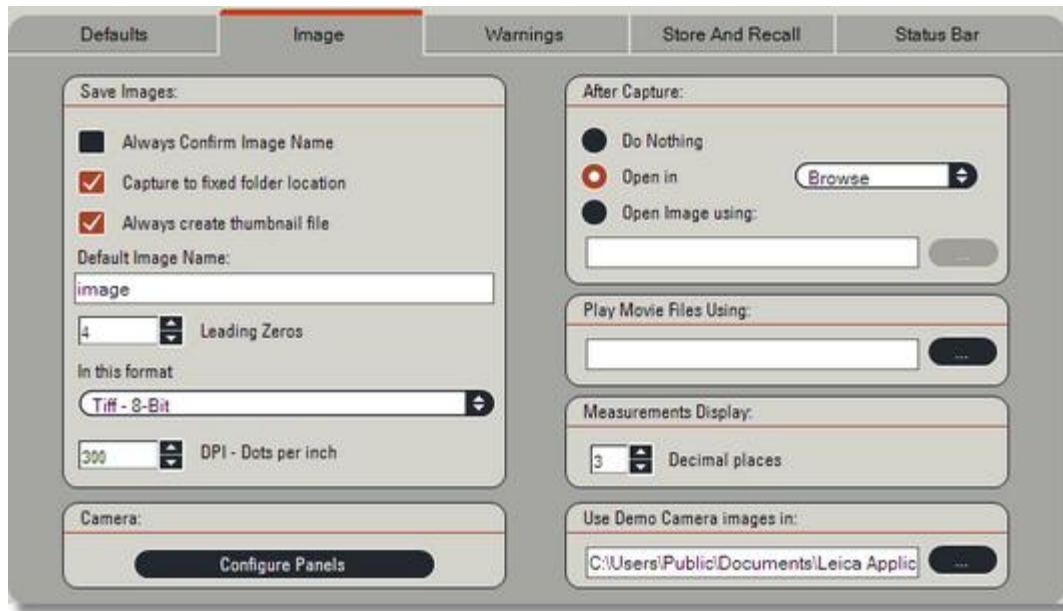 Defaults
Image
Warnings
Store And Recall
Status Bar
Save Images:
Always Confirm Image Name
Capture to fixed folder location
Always create thumbnail file
Default Image Name:
image
4 Leading Zeros
In this format
Tiff - 8-Bit
300 DPI - Dots per inch
Camera:
Configure Panels
After Capture:
Do Nothing
Open in Browse
Open Image using:
...
Play Movie Files Using:
...
Measurements Display:
3 Decimal places
Use Demo Camera images in:
C:\Users\Public\Documents\Leica Applic ...